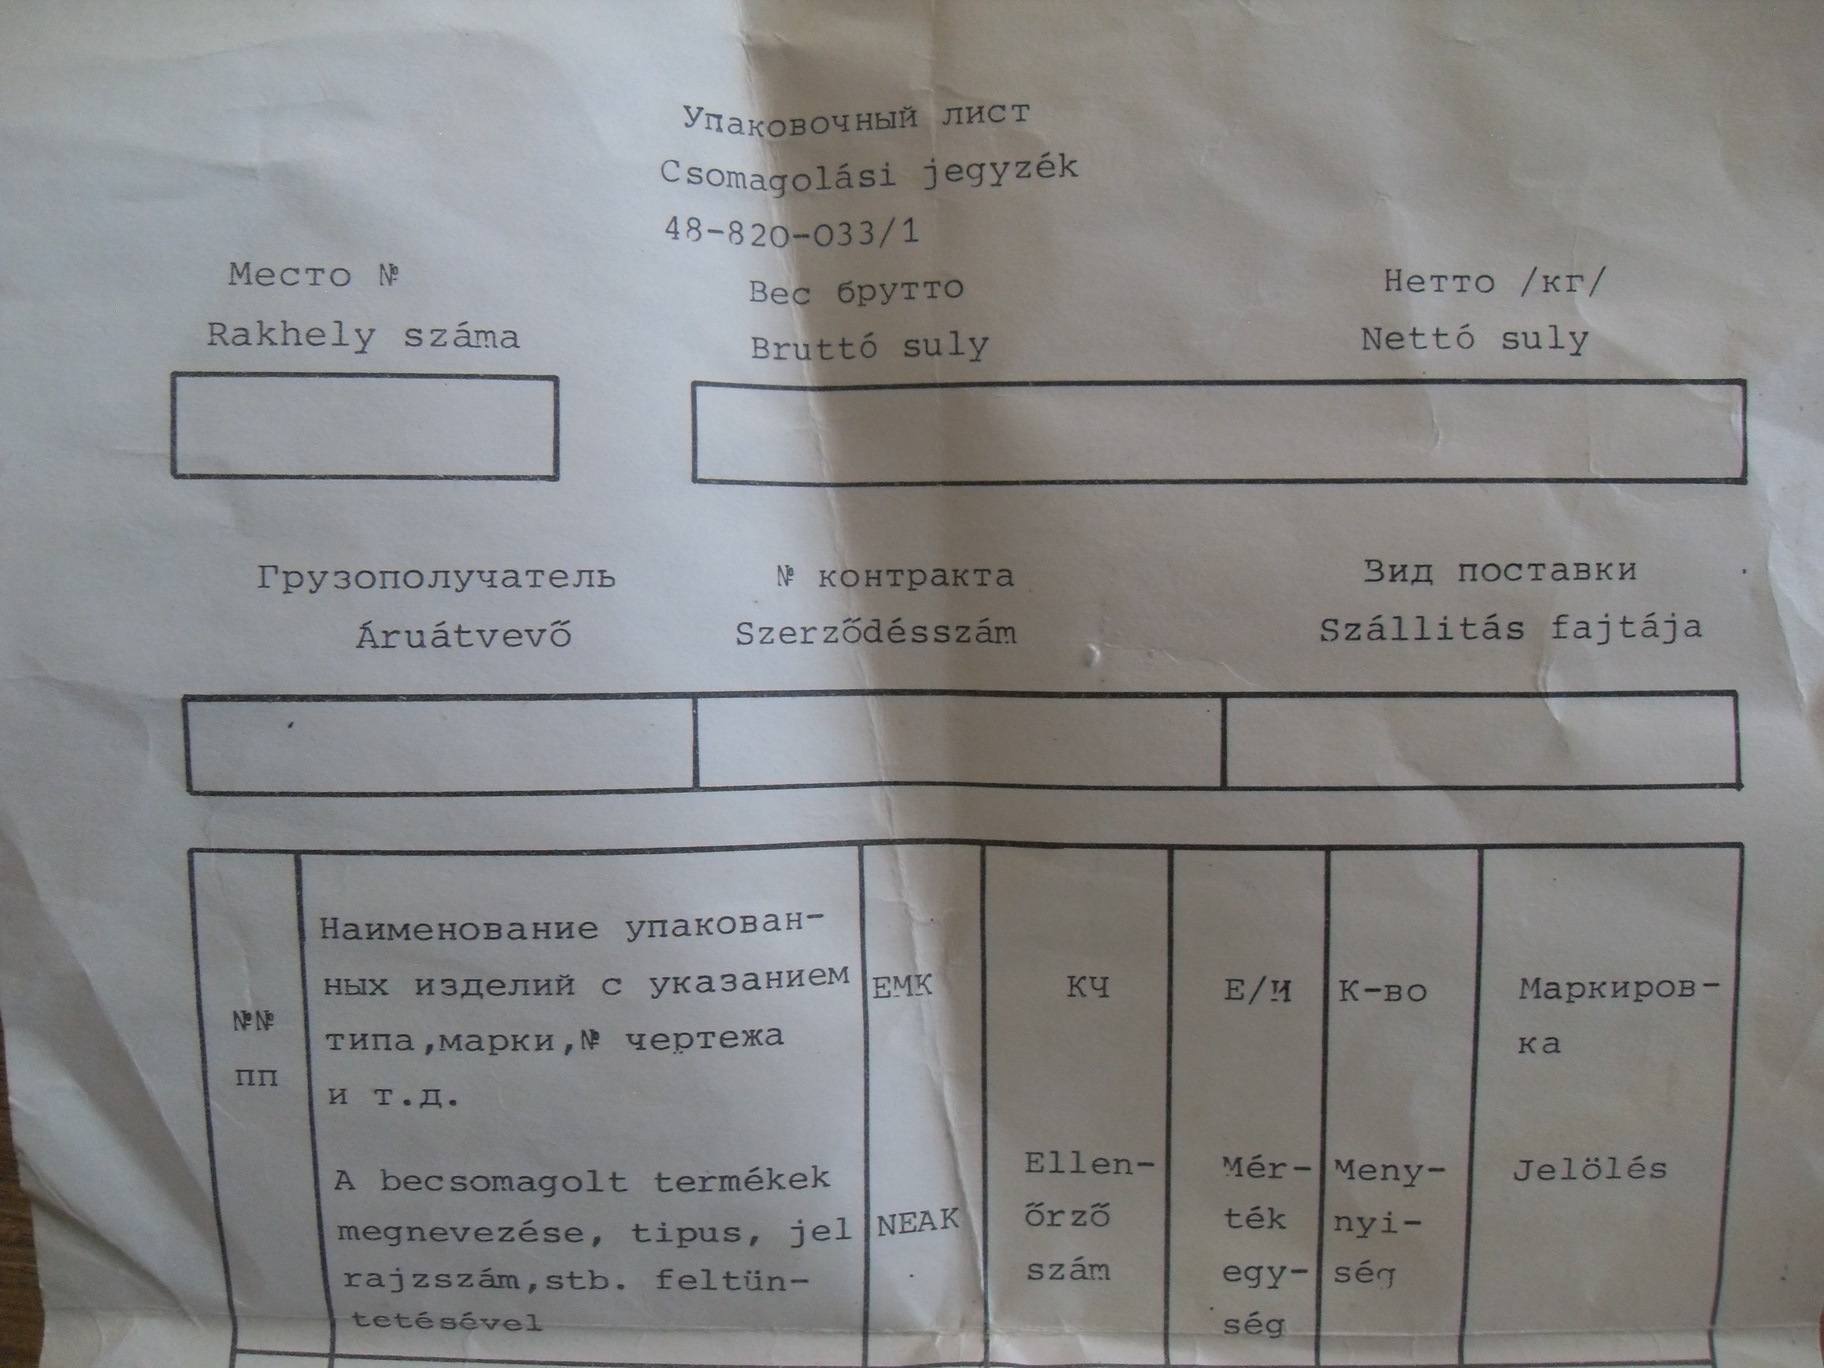 Упаковочный лист
Csomagolási jegyzék
48-820-033/1
Место № Вес брутто Нетто /кг/
Rakhely száma Bruttó suly Nettó suly
Грузополучатель № контракта Вид поставки
Áruátvevő Szerződésszám Szállitás fajtája
№№
пп
Наименование упакован-
ных изделий с указанием
типа,марки,№ чертежа
и т.д.
A becsomagolt termékek
megnevezése, tipus, jel
rajzszám,stb. feltün-
tetésével
ЕМК
NEAK
КЧ
Ellen-
őrző
szám
Е/И
Mér-
ték
egy-
ség
К-во
Meny-
nyi-
ség
Маркиров-
ка
Jelölés